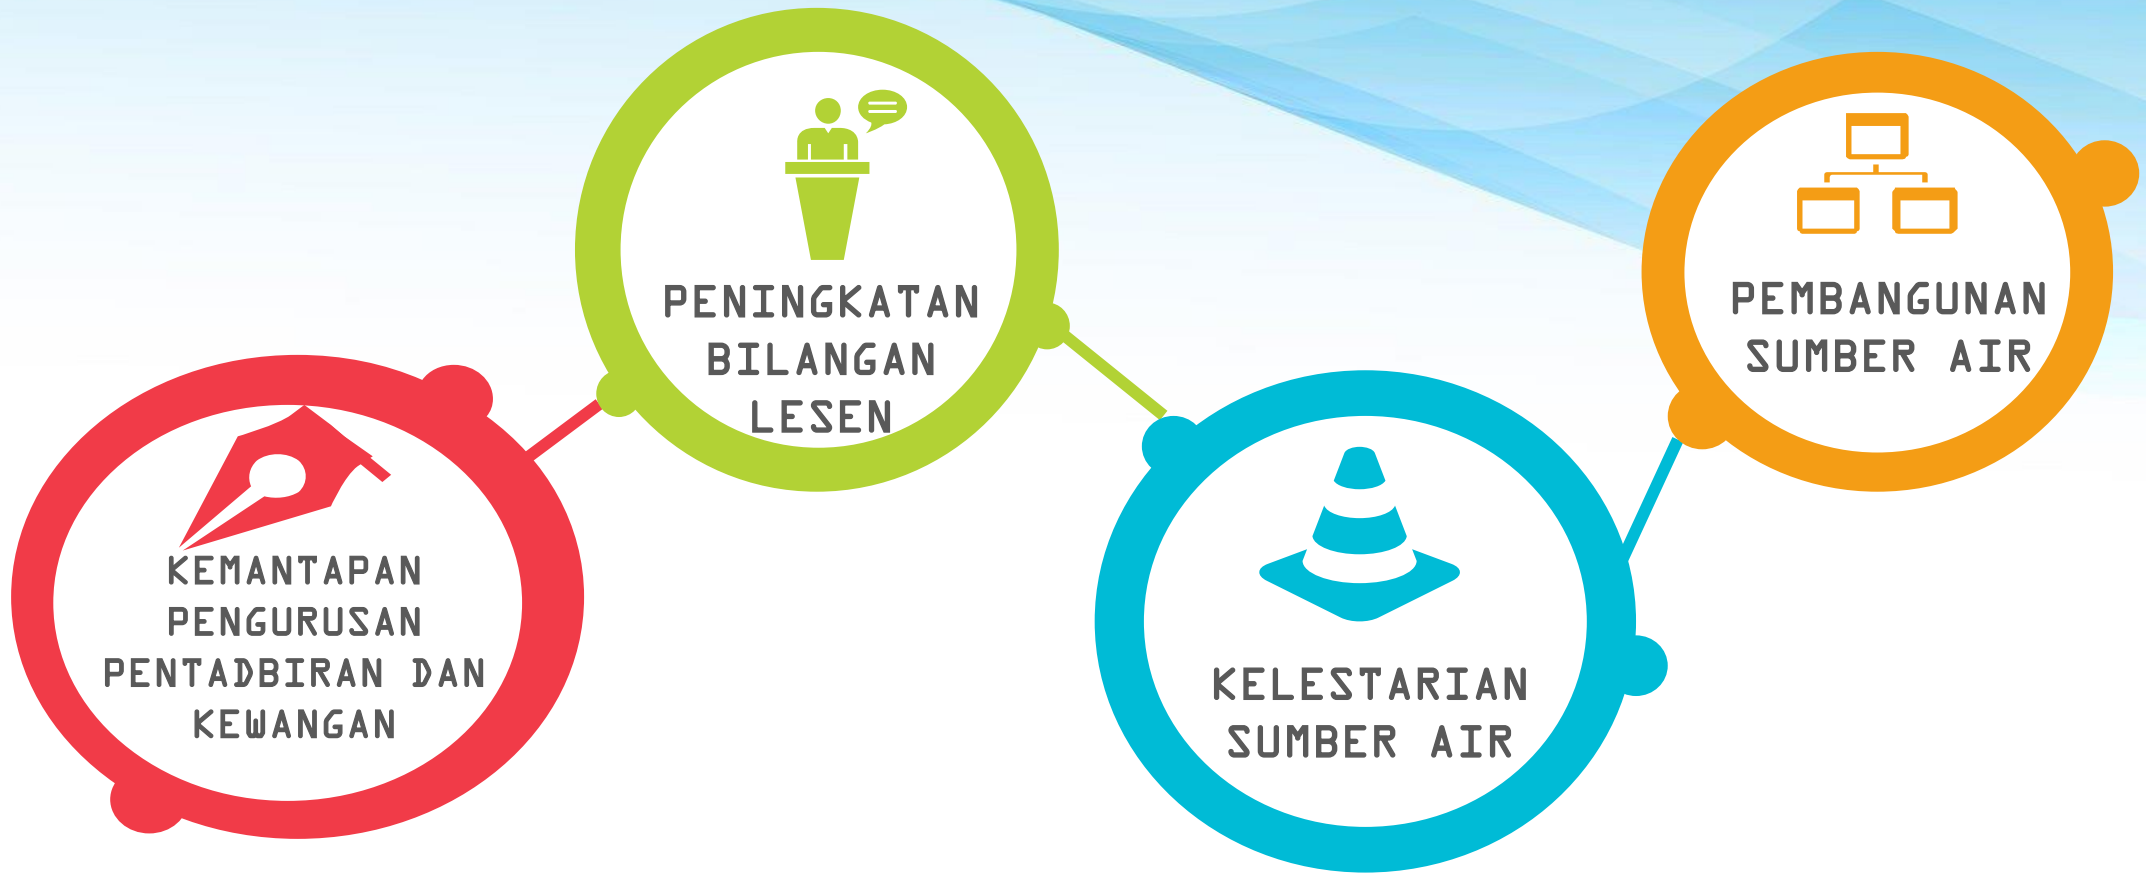 KEMANTAPAN
PENGURUSAN
PENTADBIRAN DAN
KEWANGAN
PENINGKATAN
BILANGAN
LESEN
KELESTARIAN
SUMBER AIR
PEMBANGUNAN
SUMBER AIR